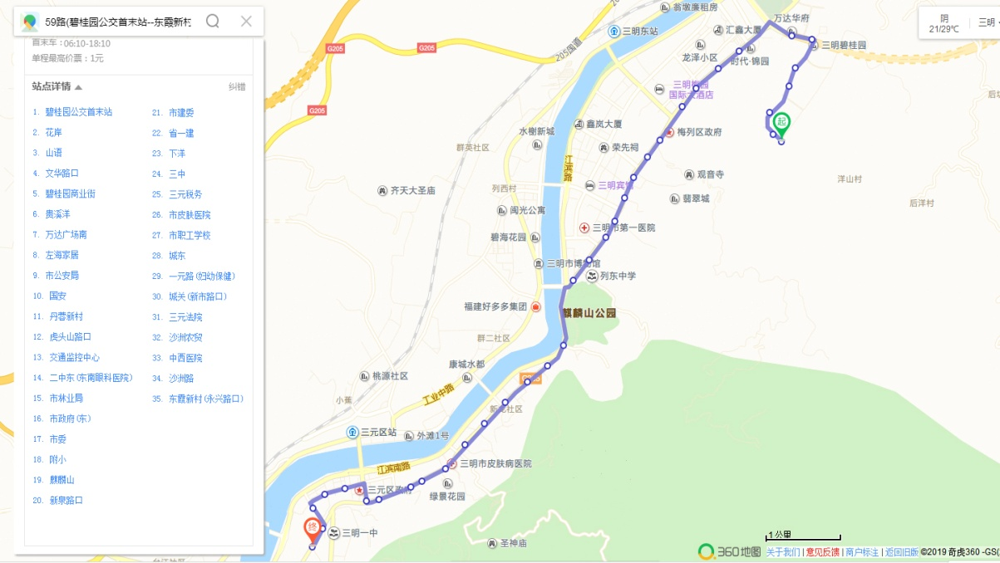 59路(碧桂园公交首末站--东霞新村
首末车：06:10-18:10
单程最高价票：1元
站点详情
纠错
1. 碧桂园公交首末站
2. 花岸
3. 山语
4. 文华路口
5. 碧桂园商业街
6. 贵溪洋
7. 万达广场南
8. 左海家居
9. 市公安局
10. 国安
11. 丹蓉新村
12. 虎头山路口
13. 交通监控中心
14. 二中东(东南眼科医院)
15. 市林业局
16. 市政府(东)
17. 市委
18. 附小
19. 麒麟山
20. 新泉路口
21. 市建委
22. 省一建
23. 下洋
24. 三中
25. 三元税务
26. 市皮肤医院
27. 市职工学校
28. 城东
29. 一元路(妇幼保健)
30. 城关(新市路口)
31. 三元法院
32. 沙洲农贸
33. 中西医院
34. 沙洲路
35. 东霞新村(永兴路口)
翁墩廉租房
万达华府
阴
21/29℃
三明
三明东站
汇鑫大厦
205国道
G205
G205
三明碧桂园
龙泽小区
时代·锦园
国际大酒店
G205
起
鑫岚大厦
水榭新城
梅列区政府
群英社区
荣先祠
江滨路
观音寺
洋山村
齐天大圣庙
列西村
三明宾馆
翡翠城
后洋村
闽光公寓
三明市第一医院
碧海花园
三明市博物馆
列东中学
福建好多多集团
麒麟山公园
群二社区
康城水都
桃源社区
工业中路
小蕉
三元区站
外滩1号
江滨南路
三明市皮肤病医院
三元区政府
绿景花园
终
三明一中
圣神庙
1公里
360地图
关于我们|意见反馈|商户标注|返回旧版 ©2019 奇虎360 -GS(